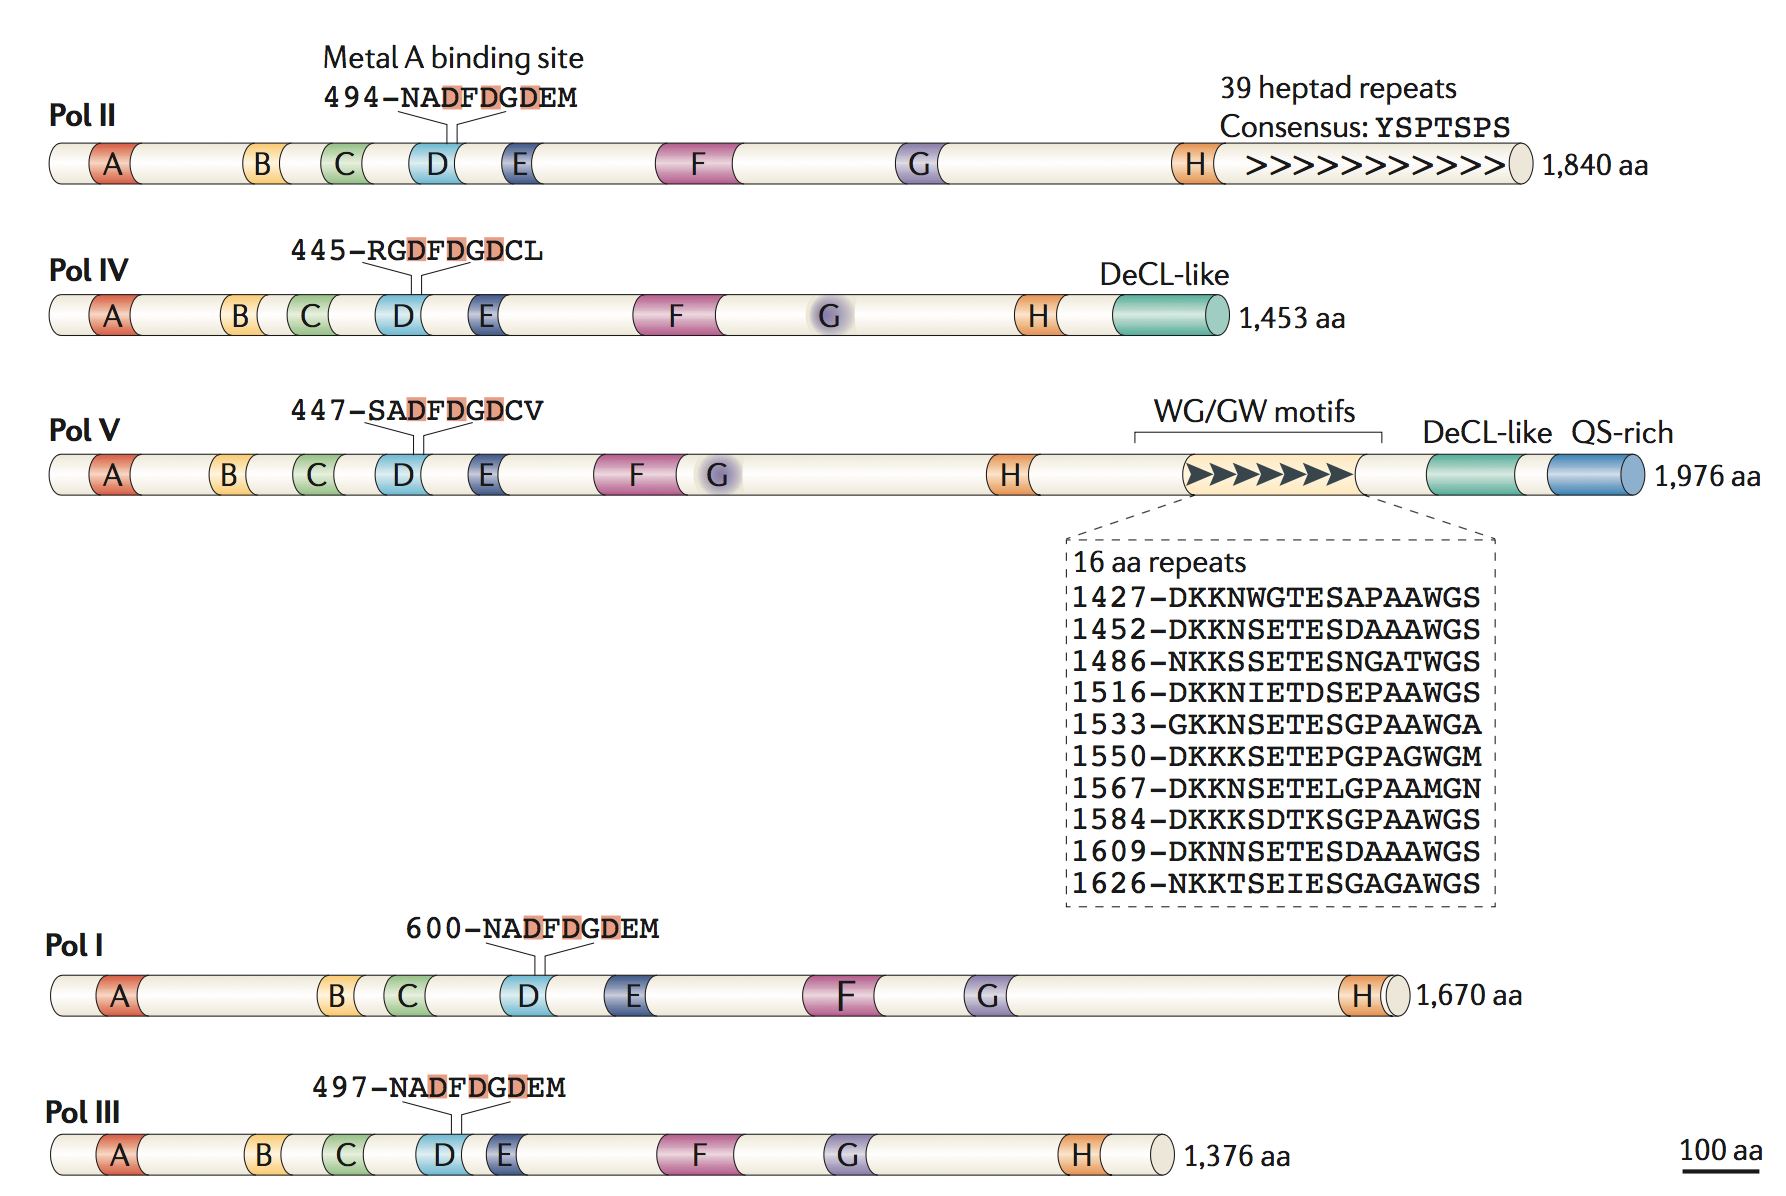 Metal A binding site
494–NADFDGDEM
39 heptad repeats
Pol II
Consensus: YSPTSPS
A B C D E F G H >>>>>>>>>>> 1,840 aa
445–RGDFDGDCL
Pol IV
DeCL-like
A B C D E F G H 1,453 aa
447–SADFDGDCV
WG/GW motifs
Pol V
DeCL-like QS-rich
A B C D E F G H 1,976 aa
16 aa repeats
1427–DKKNWGTESAPAAWGS
1452–DKKNSETESDAAAWGS
1486–NKKSSETESNGATWGS
1516–DKKNIETDSEPAAWGS
1533–GKKNSETESGPAAWGA
1550–DKKKSETEPGPAGWGM
1567–DKKNSETELGPAAMGN
1584–DKKKSDTKSGPAAWGS
1609–DKNNSETESDAAAWGS
1626–NKKTSEIESGAGAWGS
600–NADFDGDEM
Pol I
A B C D E F G H 1,670 aa
497–NADFDGDEM
Pol III
A B C D E F G H 1,376 aa
100 aa